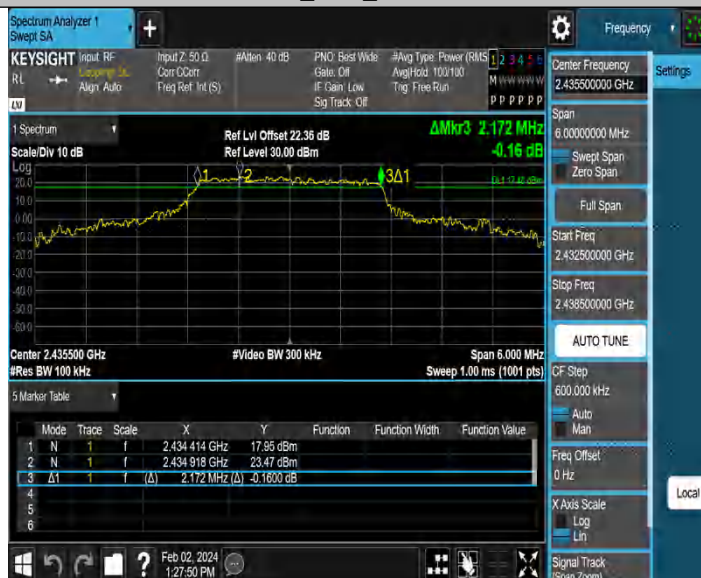 Spectrum Analyzer 1
Swept SA
+
Frequency
KEYSIGHT Input: RF
RL
Align: Auto
LXI
Input Z: 50 Ω
Corr CCorr
Freq Ref: Int (S)
#Atten: 40 dB
PNO: Best Wide
Gate: Off
IF Gain: Low
Sig Track: Off
#Avg Type: Power (RMS
Avg|Hold: 100/100
Trig: Free Run
1 2 3 4 5 6
M W W W W W
P P P P P P
Center Frequency
2.435500000 GHz
Settings
Span
6.00000000 MHz
Swept Span
Zero Span
Full Span
Start Freq
2.432500000 GHz
Stop Freq
2.438500000 GHz
AUTO TUNE
CF Step
600.000 kHz
Auto
Man
Freq Offset
0 Hz
X Axis Scale
Log
Lin
Signal Track
(Span Zoom)
Local
1 Spectrum
Scale/Div 10 dB
Log
Ref Lvl Offset 22.36 dB
Ref Level 30.00 dBm
ΔMkr3 2.172 MHz
-0.16 dB
1
2
3Δ1
20.0
10.0
0.00
-10.0
-20.0
-30.0
-40.0
-50.0
-60.0
Center 2.435500 GHz
#Video BW 300 kHz
Span 6.000 MHz
#Res BW 100 kHz
Sweep 1.00 ms (1001 pts)
5 Marker Table
Mode Trace Scale X Y Function Function Width Function Value
1 N 1 f 2.434 414 GHz 17.95 dBm
2 N 1 f 2.434 918 GHz 23.47 dBm
3 Δ1 1 f (Δ) 2.172 MHz (Δ) -0.1600 dB
4
5
6
?
Feb 02, 2024
1:27:50 PM